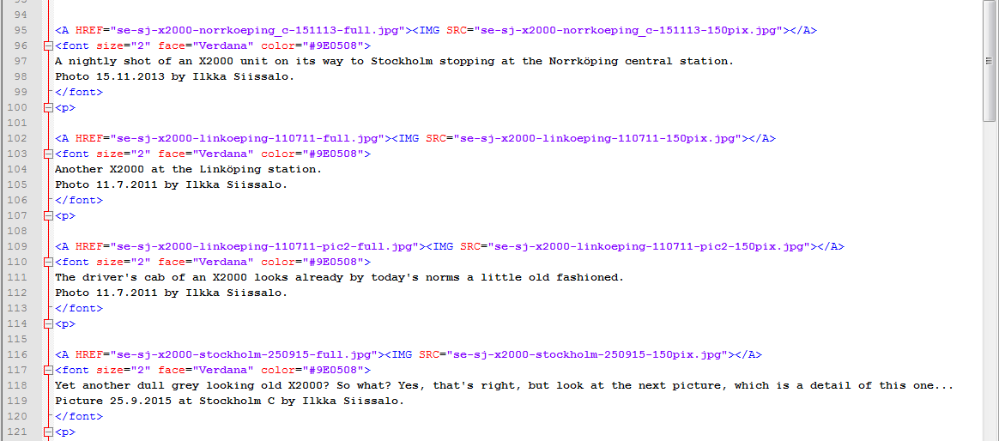 94
95 <A HREF="se-sj-x2000-norrkoeping_c-151113-full.jpg"><IMG SRC="se-sj-x2000-norrkoeping_c-151113-150pix.jpg"></A>
96 <font size="2" face="Verdana" color="#9E0508">
97 A nightly shot of an X2000 unit on its way to Stockholm stopping at the Norrköping central station.
98 Photo 15.11.2013 by Ilkka Siissalo.
99 </font>
100 <p>
101
102 <A HREF="se-sj-x2000-linkoeping-110711-full.jpg"><IMG SRC="se-sj-x2000-linkoeping-110711-150pix.jpg"></A>
103 <font size="2" face="Verdana" color="#9E0508">
104 Another X2000 at the Linköping station.
105 Photo 11.7.2011 by Ilkka Siissalo.
106 </font>
107 <p>
108
109 <A HREF="se-sj-x2000-linkoeping-110711-pic2-full.jpg"><IMG SRC="se-sj-x2000-linkoeping-110711-pic2-150pix.jpg"></A>
110 <font size="2" face="Verdana" color="#9E0508">
111 The driver's cab of an X2000 looks already by today's norms a little old fashioned.
112 Photo 11.7.2011 by Ilkka Siissalo.
113 </font>
114 <p>
115
116 <A HREF="se-sj-x2000-stockholm-250915-full.jpg"><IMG SRC="se-sj-x2000-stockholm-250915-150pix.jpg"></A>
117 <font size="2" face="Verdana" color="#9E0508">
118 Yet another dull grey looking old X2000? So what? Yes, that's right, but look at the next picture, which is a detail of this one...
119 Picture 25.9.2015 at Stockholm C by Ilkka Siissalo.
120 </font>
121 <p>